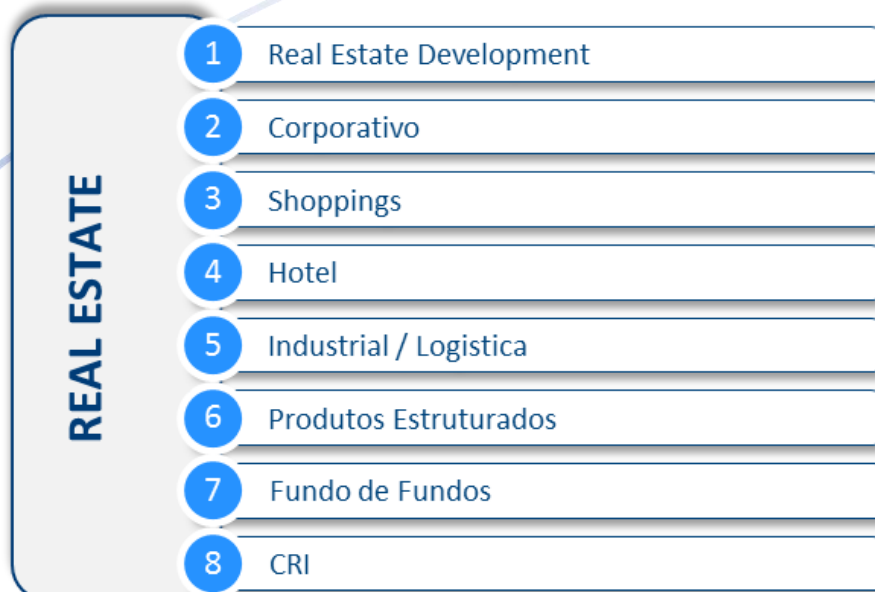 REAL ESTATE
1 Real Estate Development
2 Corporativo
3 Shoppings
4 Hotel
5 Industrial / Logistica
6 Produtos Estruturados
7 Fundo de Fundos
8 CRI